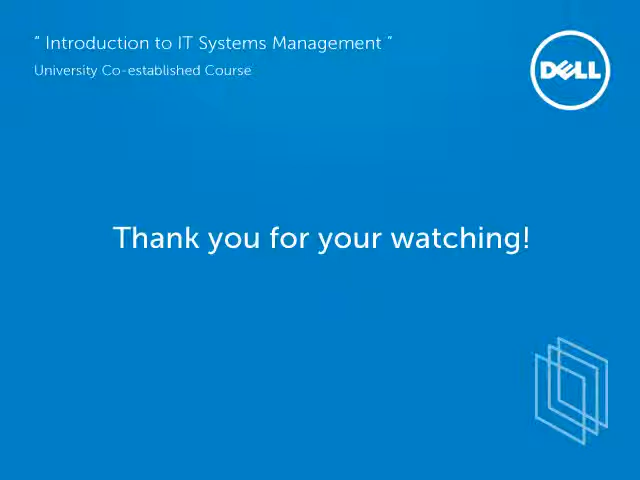 “ Introduction to IT Systems Management ”
University Co-established Course
DELL
Thank you for your watching!